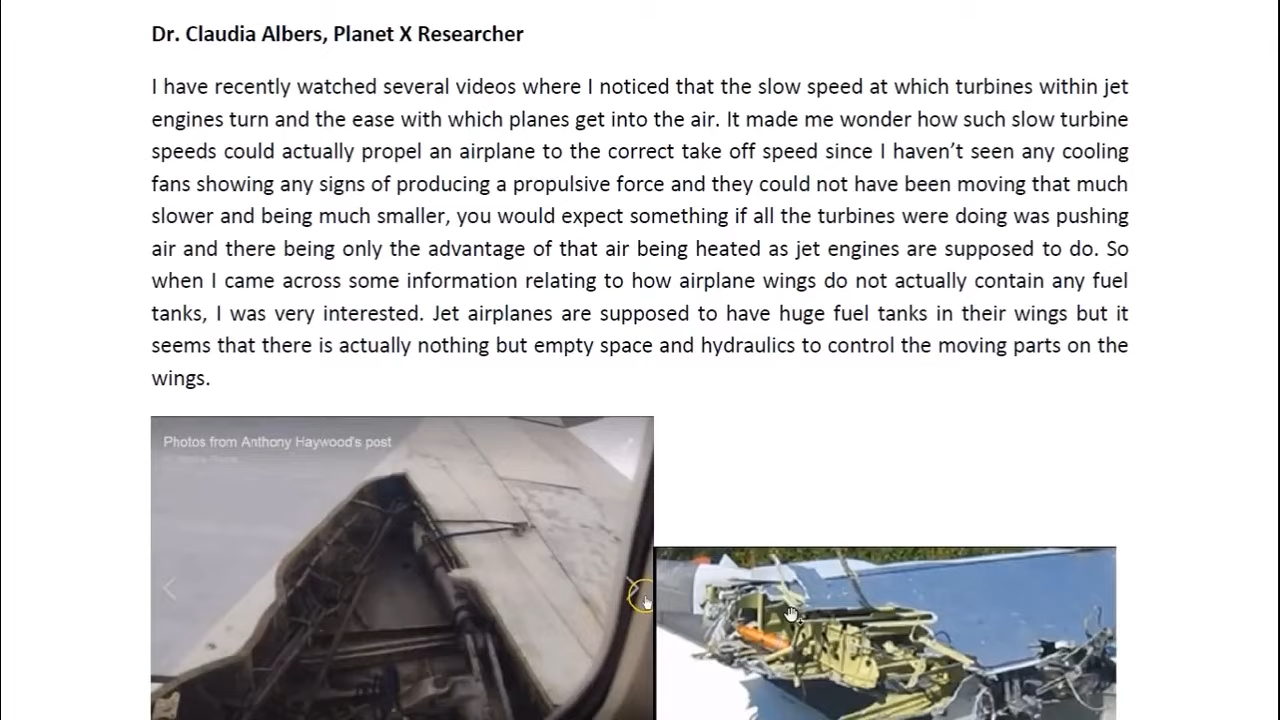 Dr. Claudia Albers, Planet X Researcher
I have recently watched several videos where I noticed that the slow speed at which turbines within jet
engines turn and the ease with which planes get into the air. It made me wonder how such slow turbine
speeds could actually propel an airplane to the correct take off speed since I haven't seen any cooling
fans showing any signs of producing a propulsive force and they could not have been moving that much
slower and being much smaller, you would expect something if all the turbines were doing was pushing
air and there being only the advantage of that air being heated as jet engines are supposed to do. So
when I came across some information relating to how airplane wings do not actually contain any fuel
tanks, I was very interested. Jet airplanes are supposed to have huge fuel tanks in their wings but it
seems that there is actually nothing but empty space and hydraulics to control the moving parts on the
wings.
Photos from Anthony Haywood's post